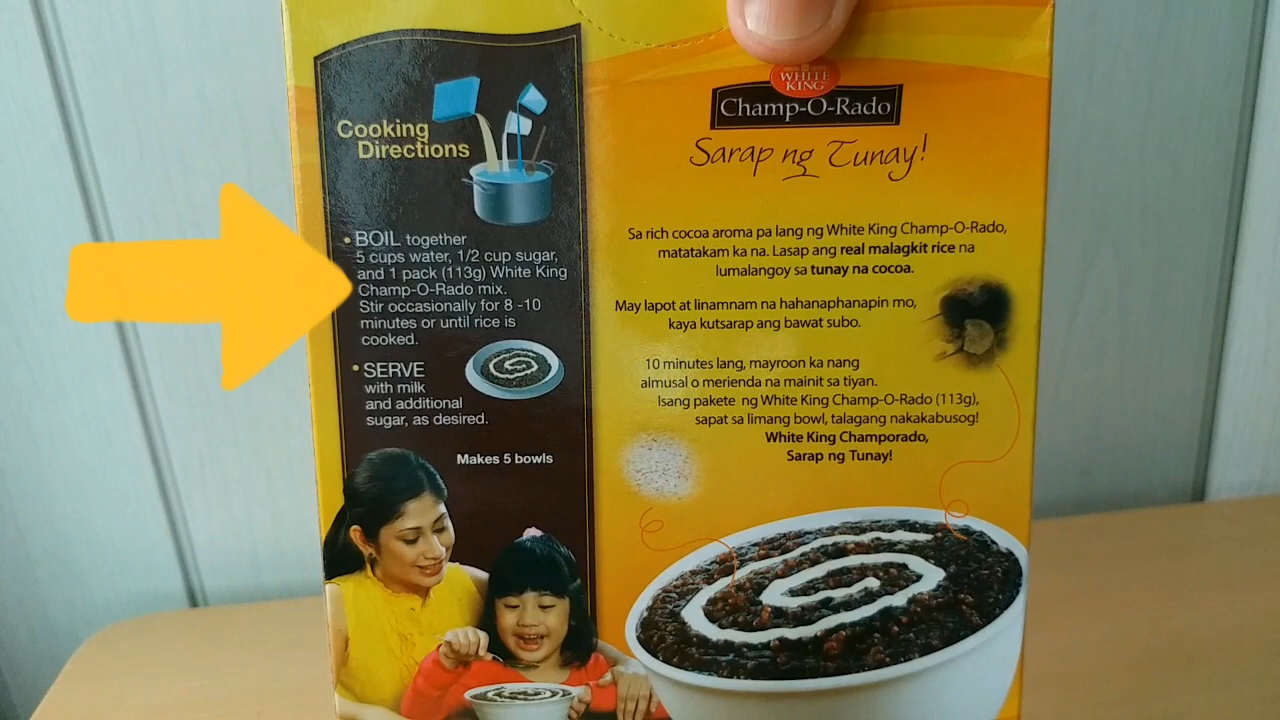 Cooking
Directions
• BOIL together
5 cups water, 1/2 cup sugar,
and 1 pack (113g) White King
Champ-O-Rado mix.
Stir occasionally for 8 -10
minutes or until rice is
cooked.
• SERVE
with milk
and additional
sugar, as desired.
Makes 5 bowls
WHITE
KING
Champ-O-Rado
Sarap ng Tunay!
Sa rich cocoa aroma pa lang ng White King Champ-O-Rado,
matatakam ka na. Lasap ang real malagkit rice na
lumalangoy sa tunay na cocoa.
May lapot at linamnam na hahanaphanapin mo,
kaya kutsarap ang bawat subo.
10 minutes lang, mayroon ka nang
almusal o merienda na mainit sa tiyan.
Isang pakete ng White King Champ-O-Rado (113g),
sapat sa limang bowl, talagang nakakabusog!
White King Champorado,
Sarap ng Tunay!